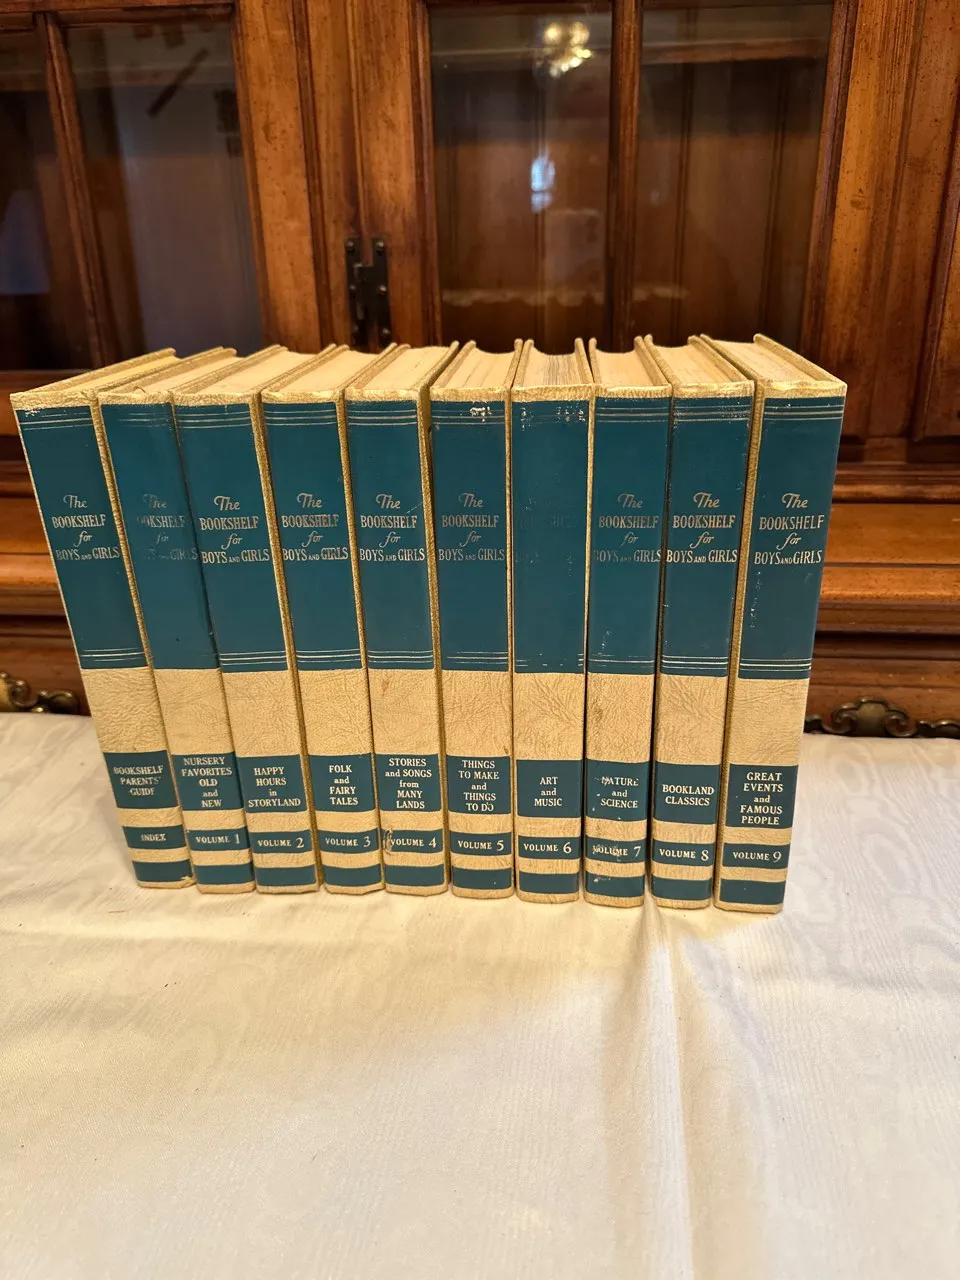 The
BOOKSHELF
for
BOYS AND GIRLS
BOOKSHELF
PARENTS'
GUIDE
INDEX
The
BOOKSHELF
for
BOYS AND GIRLS
NURSERY
FAVORITES
OLD
and
NEW
VOLUME 1
The
BOOKSHELF
for
BOYS AND GIRLS
HAPPY
HOURS
in
STORYLAND
VOLUME 2
The
BOOKSHELF
for
BOYS AND GIRLS
FOLK
and
FAIRY
TALES
VOLUME 3
The
BOOKSHELF
for
BOYS AND GIRLS
STORIES
and SONGS
from
MANY
LANDS
VOLUME 4
The
BOOKSHELF
for
BOYS AND GIRLS
THINGS
TO MAKE
and
THINGS
TO DO
VOLUME 5
ART
and
MUSIC
VOLUME 6
The
BOOKSHELF
for
BOYS AND GIRLS
NATURE
and
SCIENCE
VOLUME 7
The
BOOKSHELF
for
BOYS AND GIRLS
BOOKLAND
CLASSICS
VOLUME 8
The
BOOKSHELF
for
BOYS AND GIRLS
GREAT
EVENTS
and
FAMOUS
PEOPLE
VOLUME 9